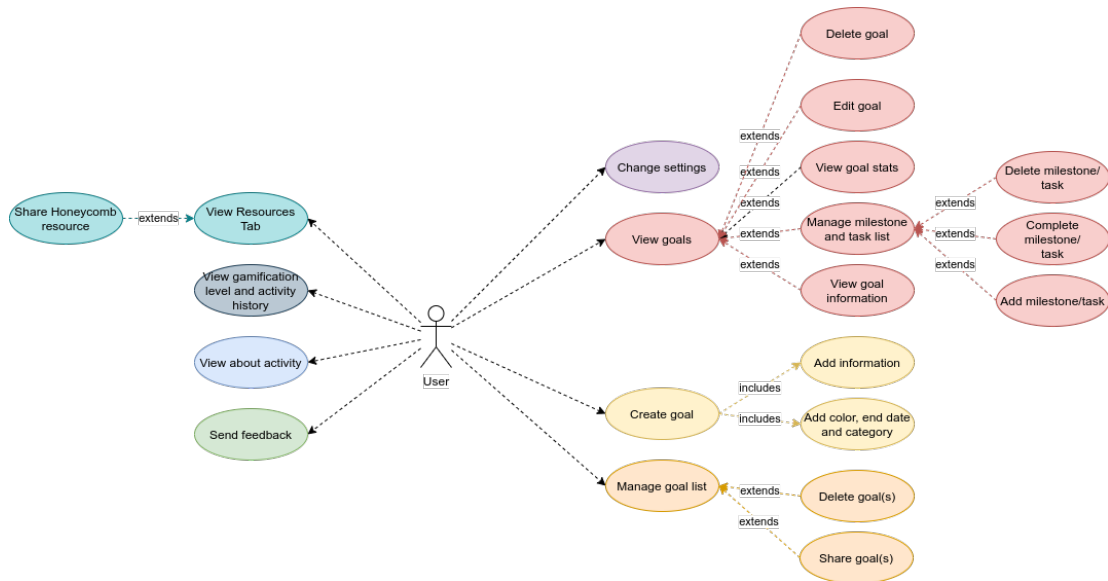 Delete goal
Edit goal
extends
Change settings
extends
View goal stats
extends
Delete milestone/
task
Share Honeycomb
resource
extends
View Resources
Tab
View goals
extends
Manage milestone
and task list
extends
extends
Complete
milestone/
task
extends
View goal
information
extends
Add milestone/task
View gamification
level and activity
history
View about activity
User
Add information
includes
Create goal
includes
Add color, end date
and category
Send feedback
Manage goal list
extends
Delete goal(s)
extends
Share goal(s)